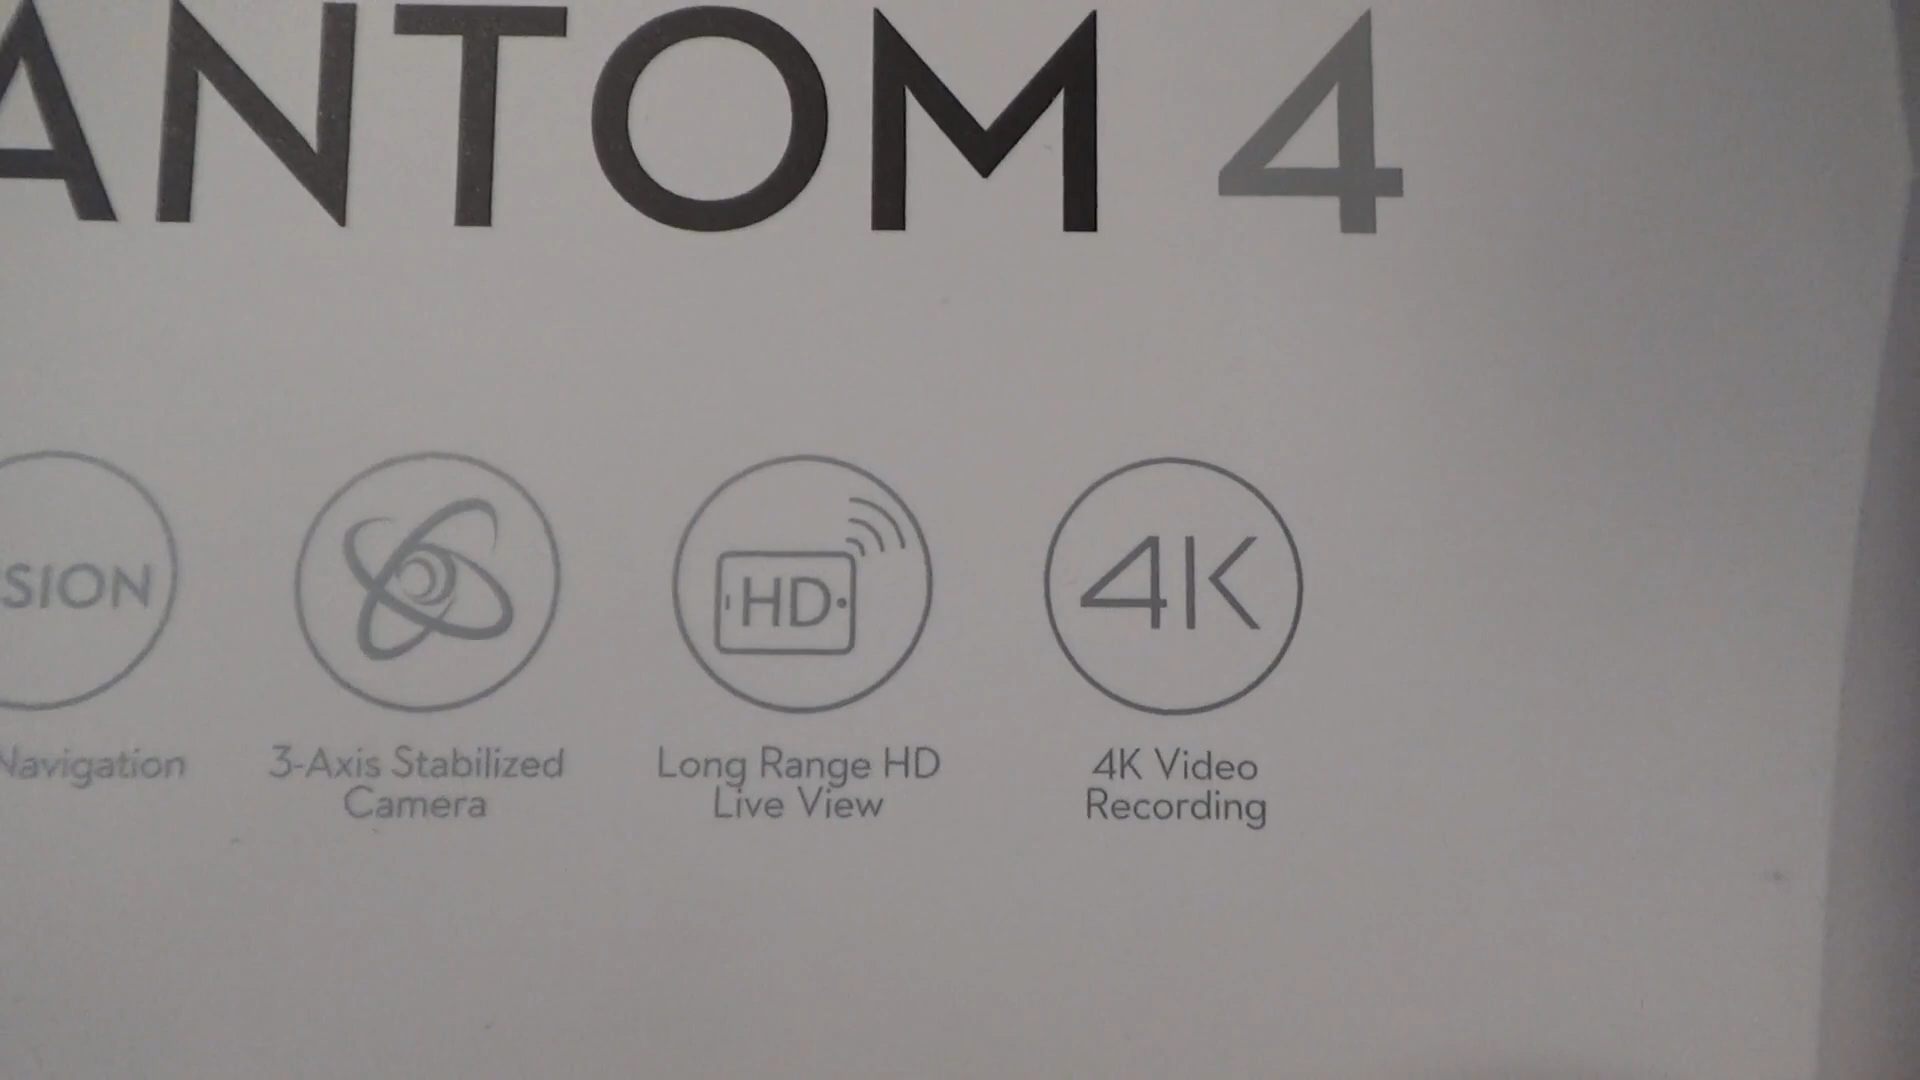 ANTOM 4
SION
HD
4K
Navigation
3-Axis Stabilized
Camera
Long Range HD
Live View
4K Video
Recording